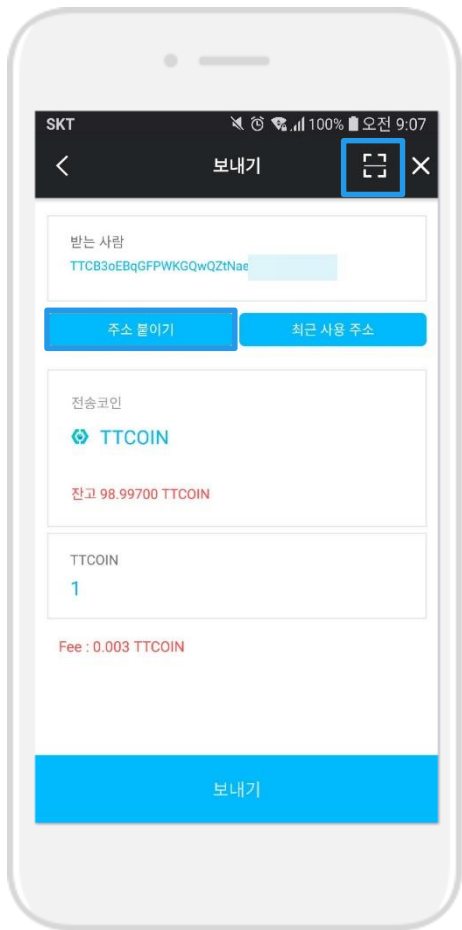 SKT 100% 오전 9:07
보내기
받는 사람
TTCB3oEBqGFPWKGQwQZtNae
주소 붙이기 최근 사용 주소
전송코인
TTCOIN
잔고 98.99700 TTCOIN
TTCOIN
1
Fee : 0.003 TTCOIN
보내기